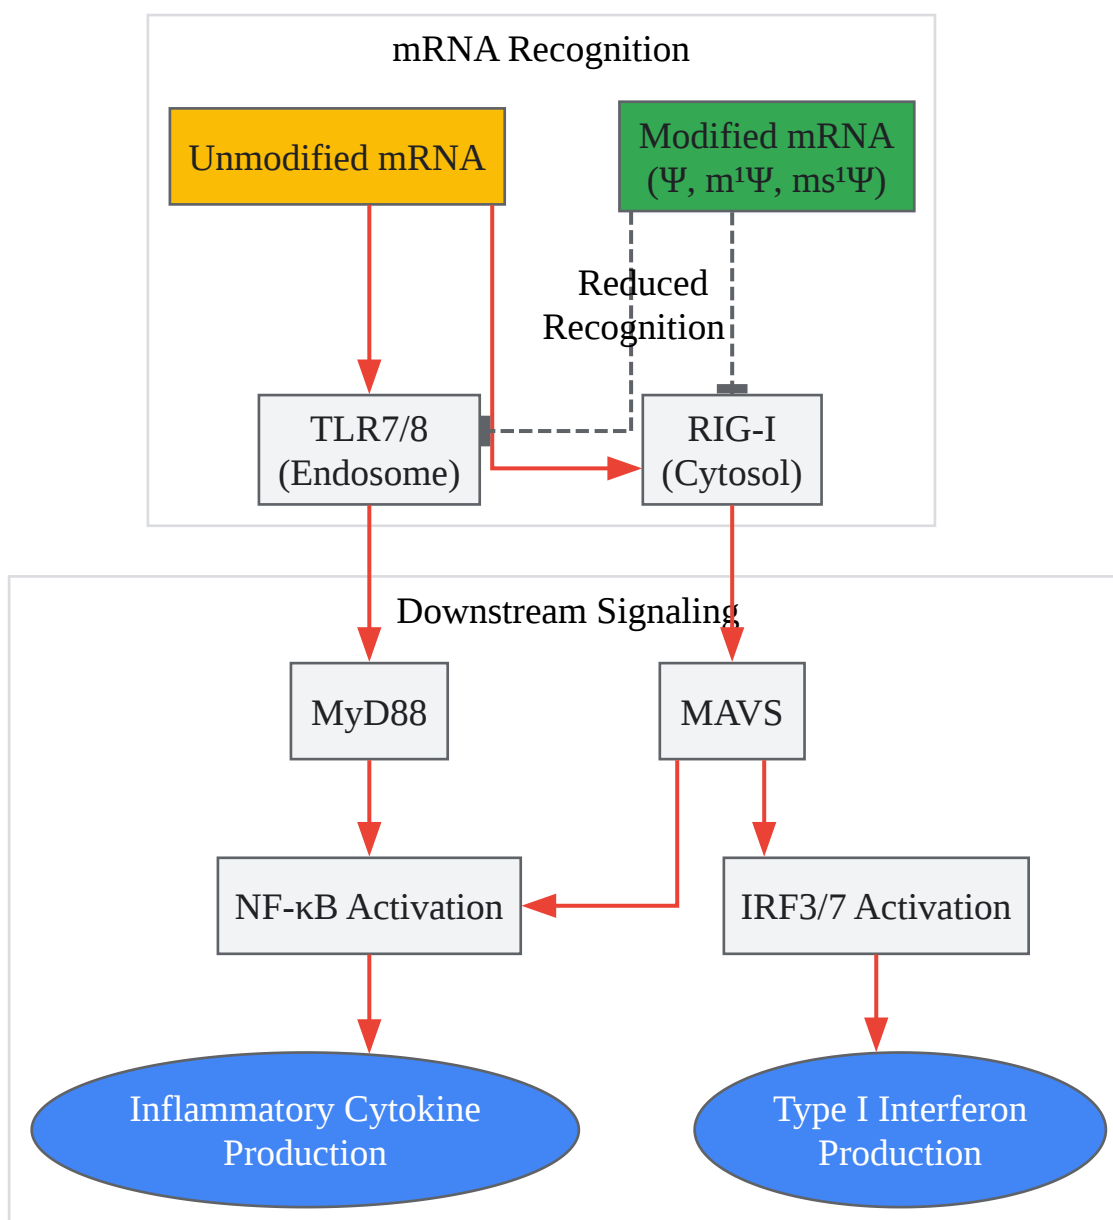 mRNA Recognition
Unmodified mRNA
Modified mRNA
(Ψ, m¹Ψ, ms¹Ψ)
Reduced
Recognition
TLR7/8
(Endosome)
RIG-I
(Cytosol)
Downstream Signaling
MyD88
MAVS
NF-κB Activation
IRF3/7 Activation
Inflammatory Cytokine
Production
Type I Interferon
Production